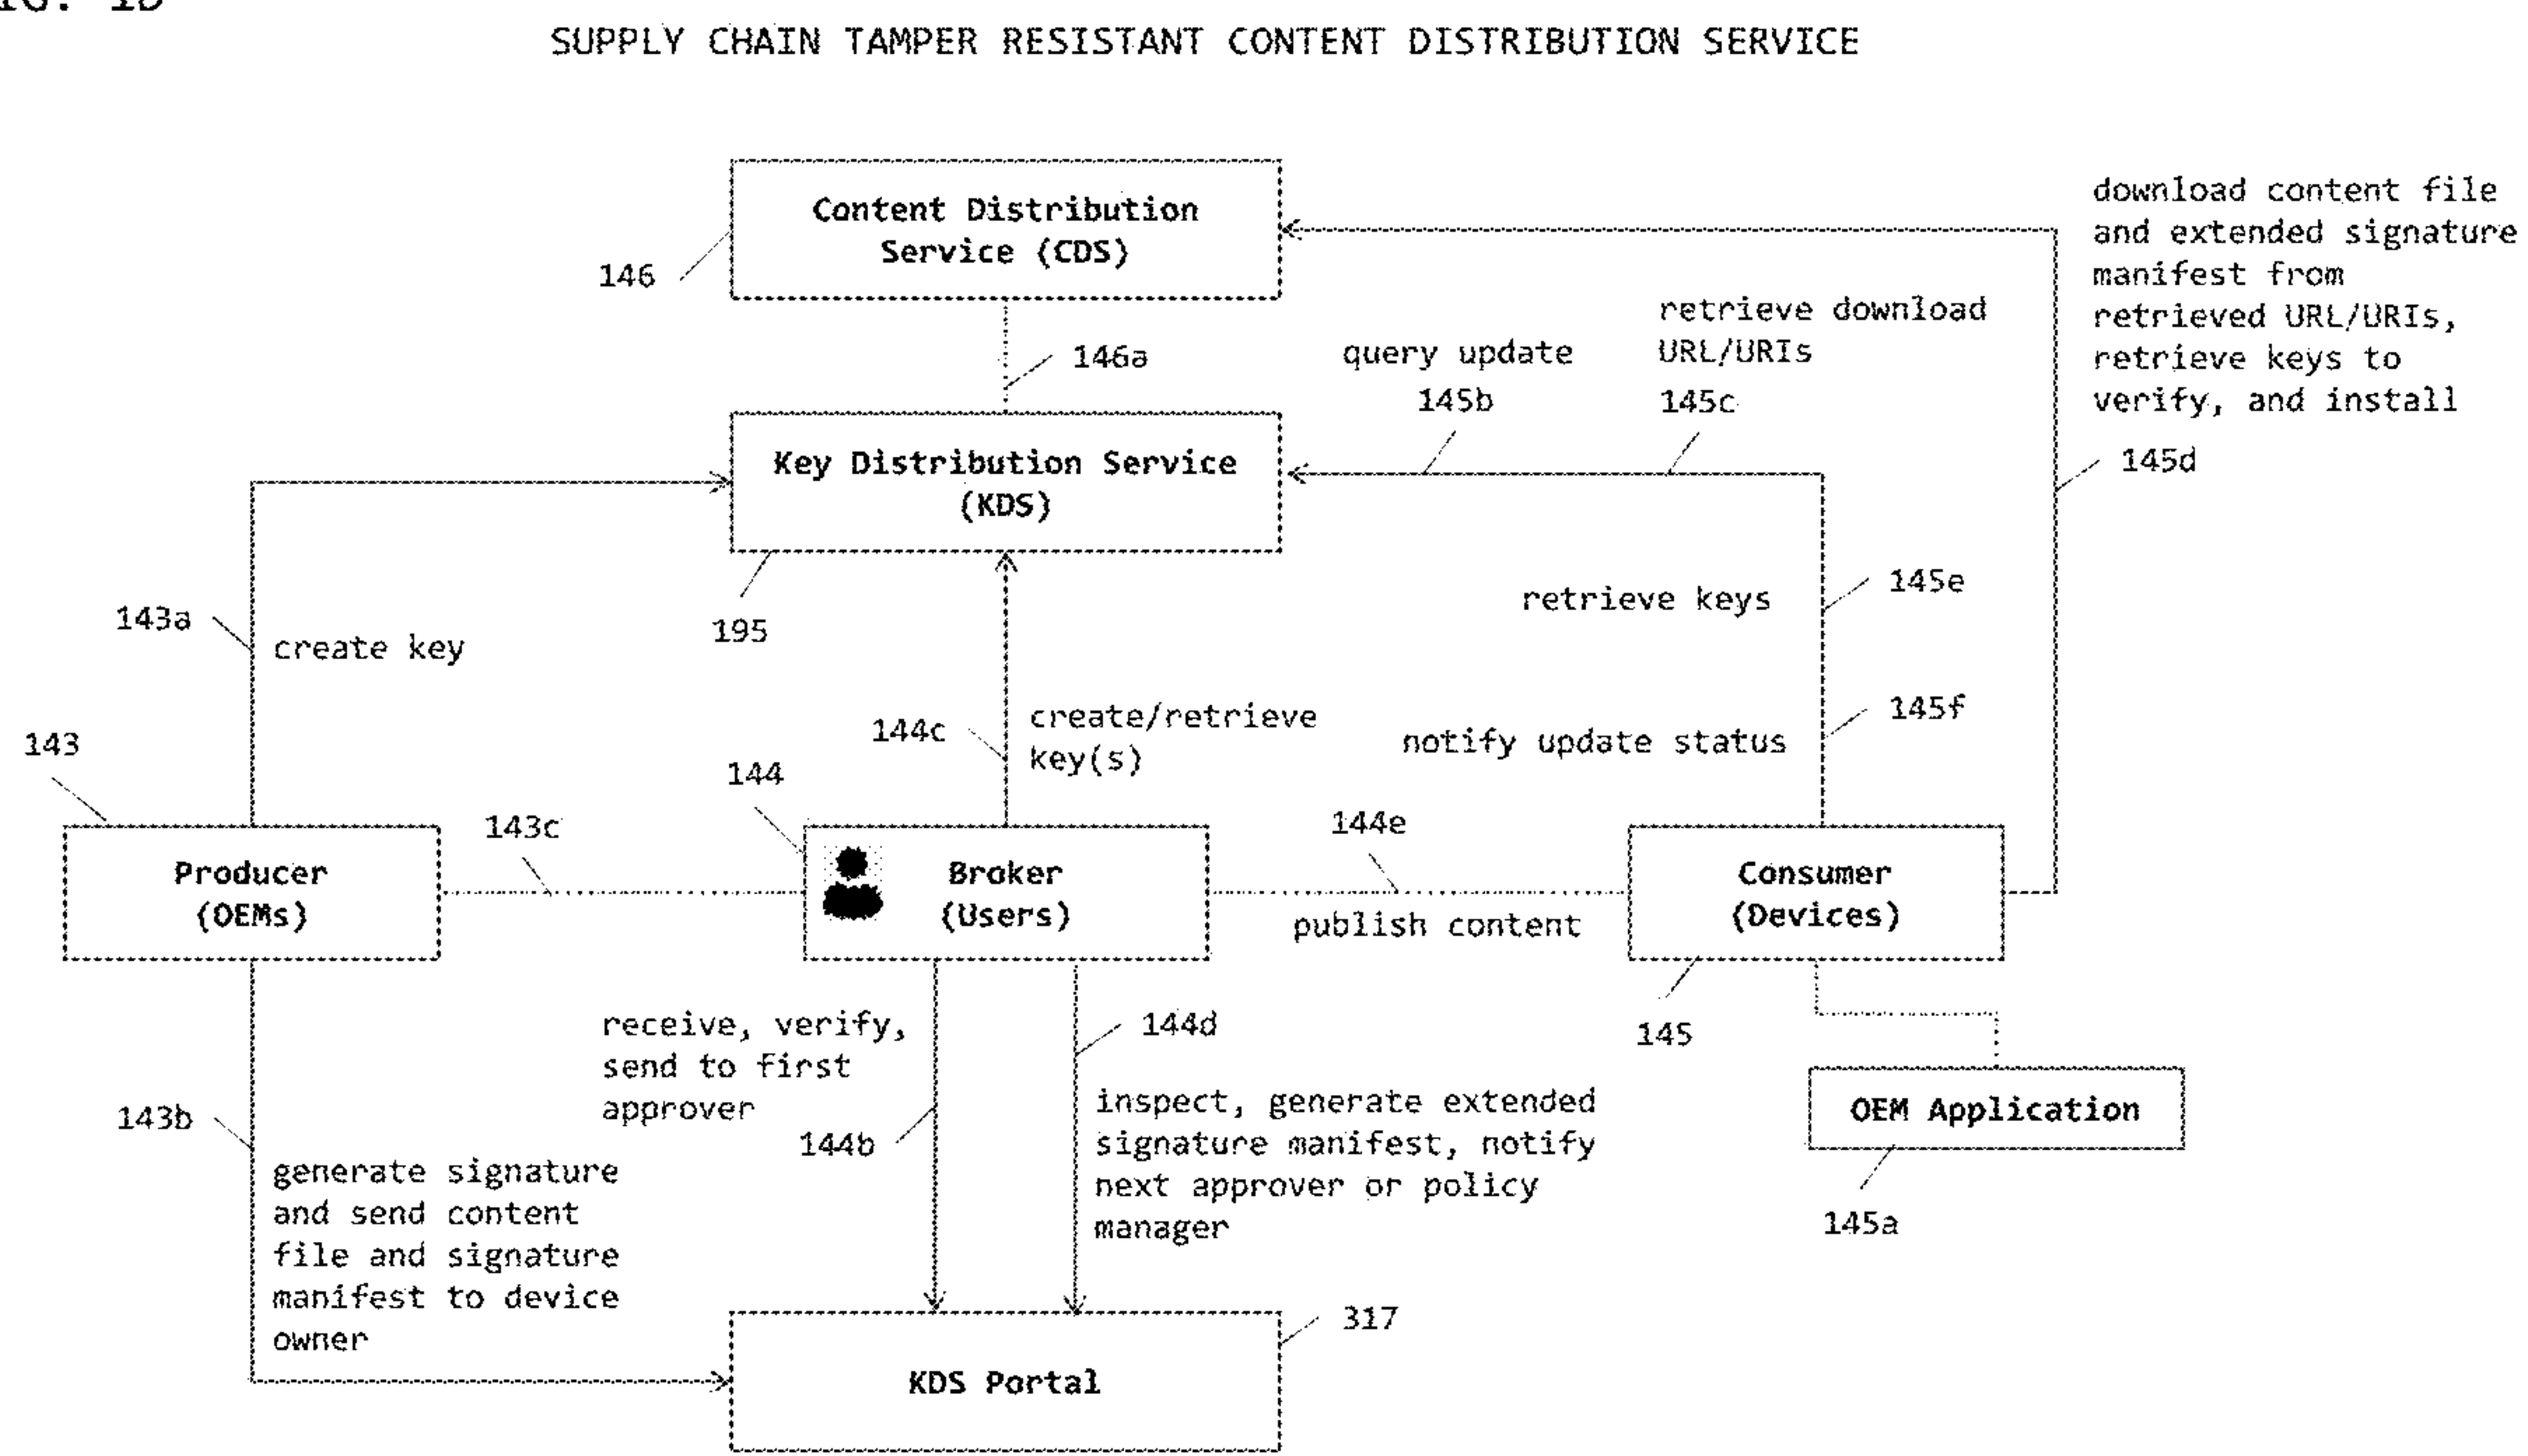 SUPPLY CHAIN TAMPER RESISTANT CONTENT DISTRIBUTION SERVICE
Content Distribution
Service (CDS)
146
146a
download content file
and extended signature
manifest from
retrieved URL/URIs,
retrieve keys to
verify, and install
145d
query update
145b
retrieve download
URL/URIs
145c
Key Distribution Service
(KDS)
195
143a
create key
retrieve keys
145e
144c
create/retrieve
key(s)
notify update status
145f
143
Producer
(OEMs)
143c
144
Broker
(Users)
144e
publish content
Consumer
(Devices)
145
receive, verify,
send to first
approver
144b
144d
inspect, generate extended
signature manifest, notify
next approver or policy
manager
OEM Application
145a
143b
generate signature
and send content
file and signature
manifest to device
owner
317
KDS Portal